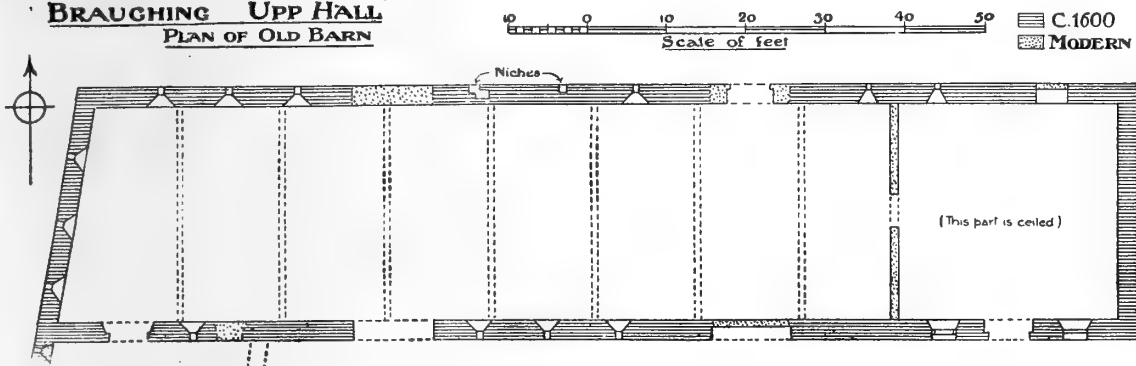 BRAUGHING UPP HALL
PLAN OF OLD BARN
10 0 10 20 30 40 50
Scale of feet
C.1600
MODERN
Niches
(This part is ceiled)